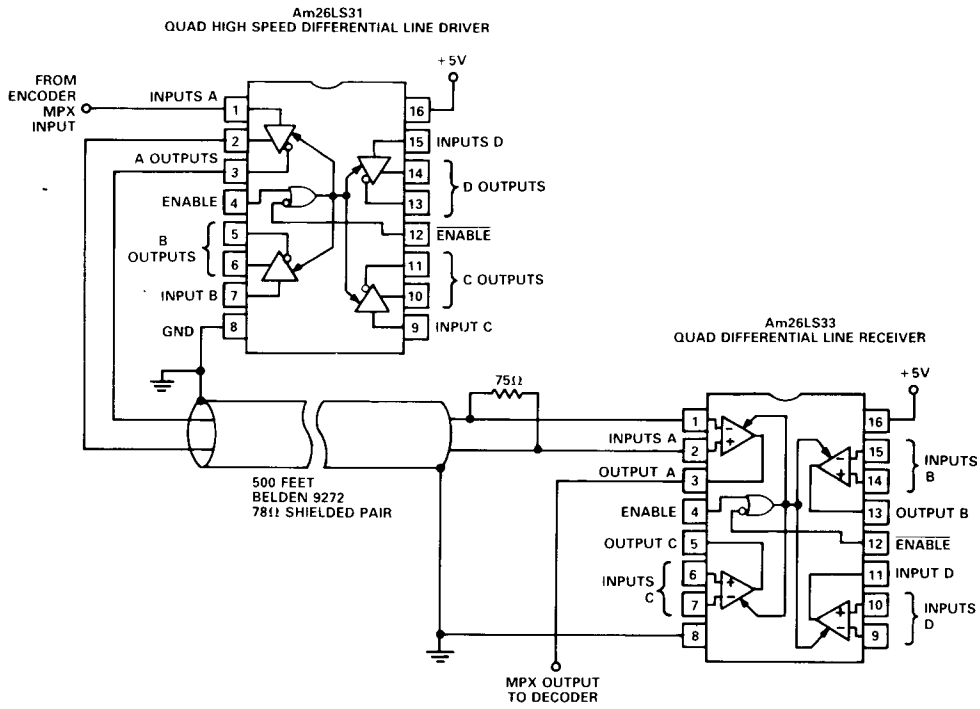 Am26LS31
QUAD HIGH SPEED DIFFERENTIAL LINE DRIVER
+5V
FROM
ENCODER
MPX
INPUT
INPUTS A
1
16
2
15
INPUTS D
A OUTPUTS
3
14
D OUTPUTS
ENABLE
4
13
B
OUTPUTS
5
12
ENABLE
6
11
C OUTPUTS
INPUT B
7
10
GND
8
9
INPUT C
Am26LS33
QUAD DIFFERENTIAL LINE RECEIVER
+5V
75Ω
1
16
INPUTS A
2
15
INPUTS
B
OUTPUT A
3
14
500 FEET
BELDEN 9272
78Ω SHIELDED PAIR
ENABLE
4
13
OUTPUT B
OUTPUT C
5
12
ENABLE
INPUTS
C
6
11
INPUT D
7
10
INPUTS
D
8
9
MPX OUTPUT
TO DECODER